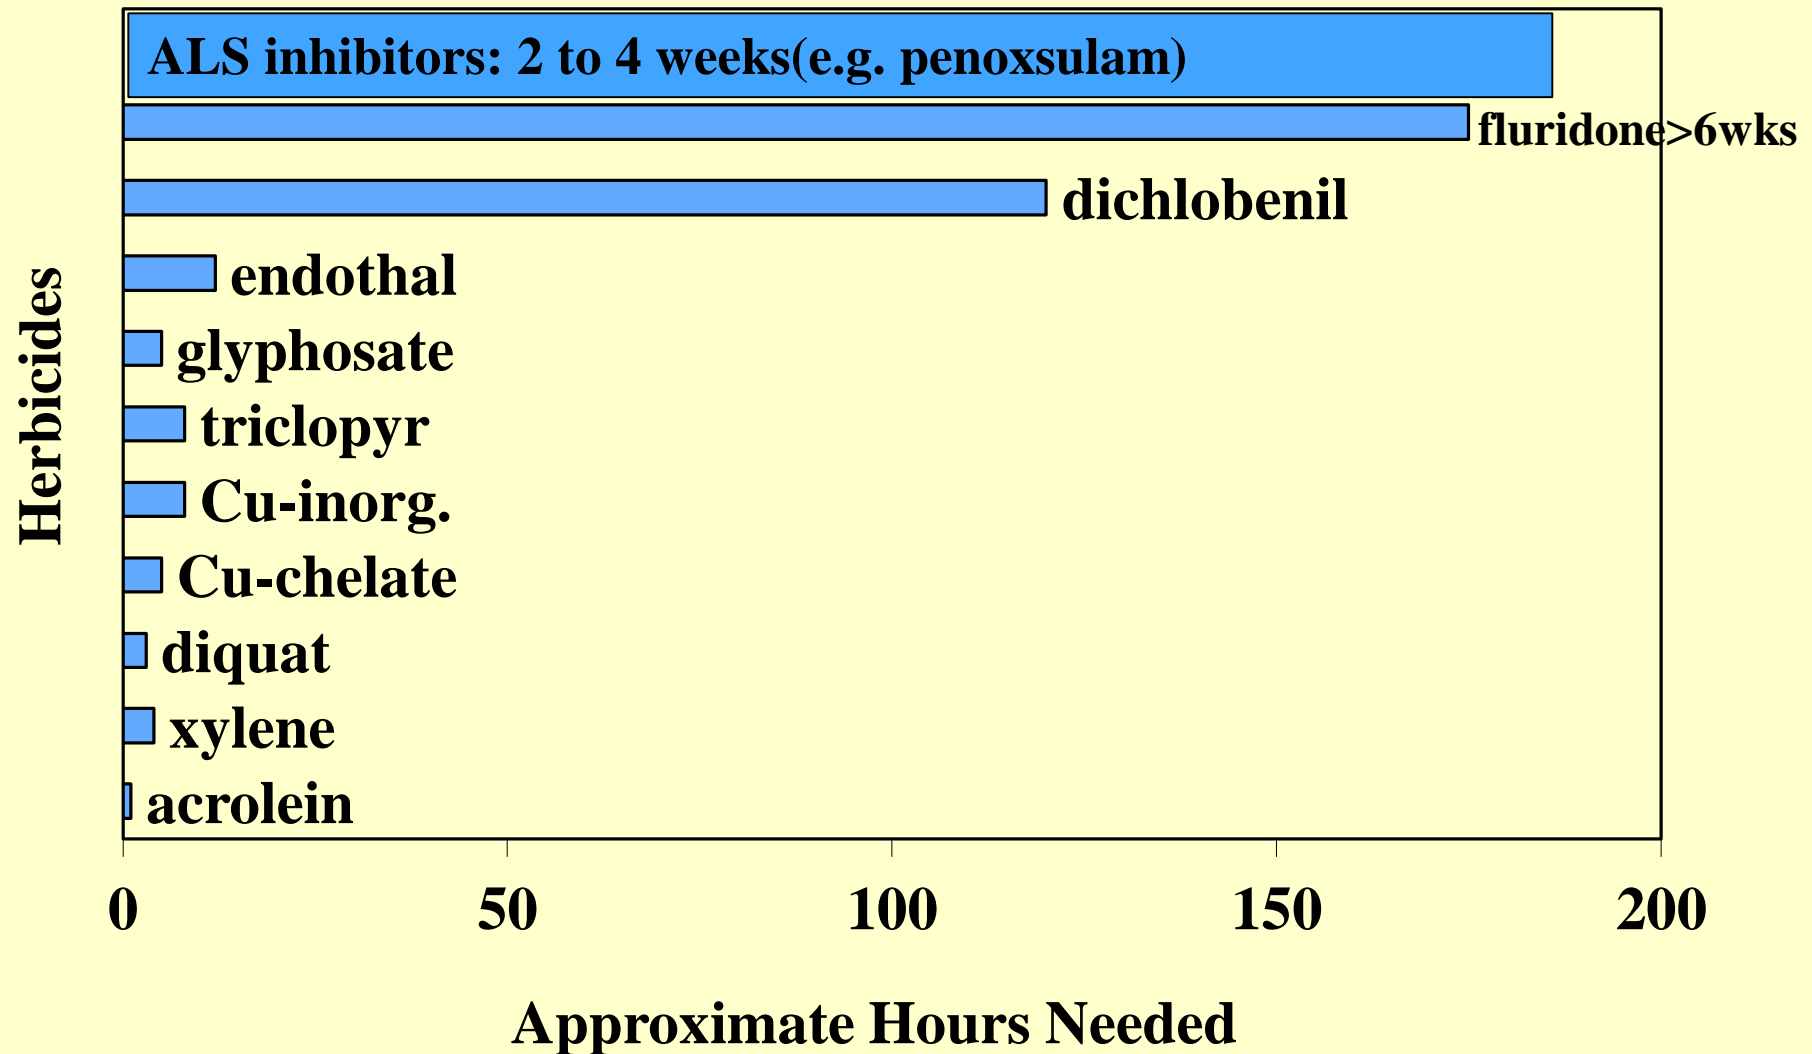 ALS inhibitors: 2 to 4 weeks(e.g. penoxsulam)
fluridone>6wks
dichlobenil
endothal
glyphosate
triclopyr
Cu-inorg.
Cu-chelate
diquat
xylene
acrolein
Herbicides
0 50 100 150 200
Approximate Hours Needed